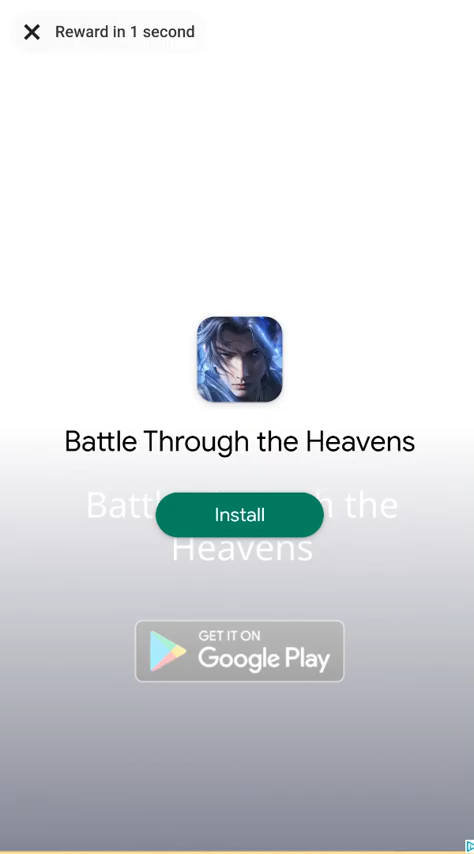 Reward in 1 second
Battle Through the Heavens
Install
Heavens
GET IT ON
Google Play